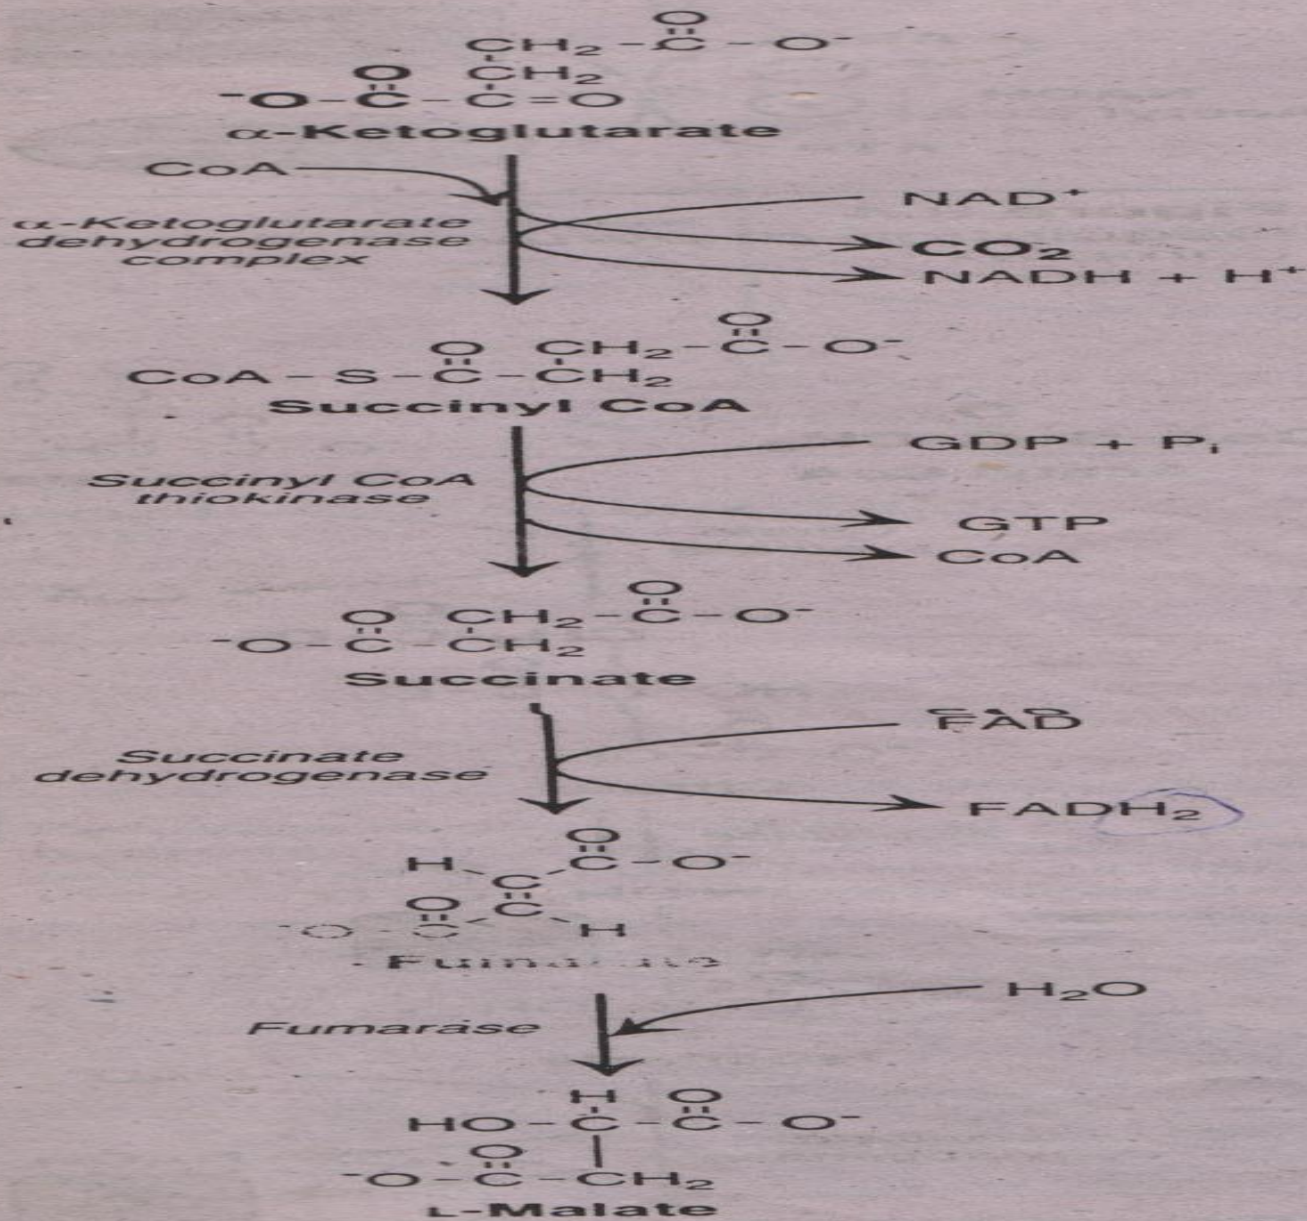 O
CH₂–C–O⁻
O CH₂
⁻O–C–C=O
α-Ketoglutarate
CoA
NAD⁺
α-Ketoglutarate
dehydrogenase
complex
CO₂
NADH + H⁺
O
O CH₂–C–O⁻
CoA–S–C–CH₂
Succinyl CoA
GDP + Pᵢ
Succinyl CoA
thiokinase
GTP
CoA
O
O CH₂–C–O⁻
⁻O–C–CH₂
Succinate
FAD
Succinate
dehydrogenase
FADH₂
O
H C–O⁻
C
O C
⁻O C H
H₂O
Fumarase
H O
HO–C–C–O⁻
O
⁻O–C–CH₂
L-Malate